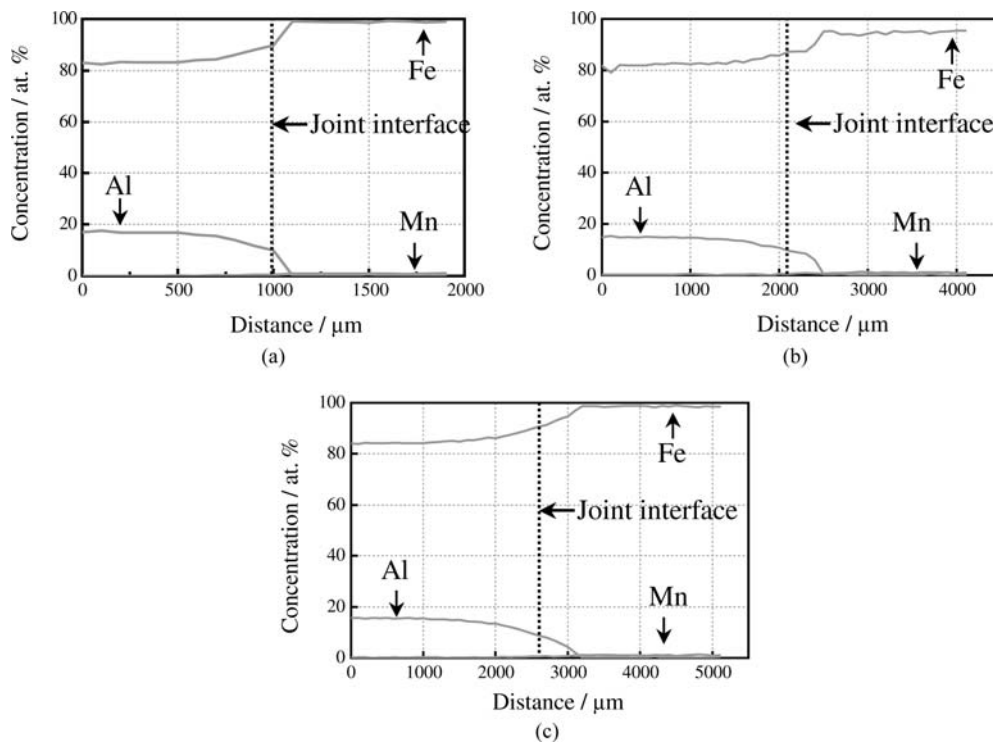 100
80
60
40
20
0
Concentration / at. %
Fe
Joint interface
Al
Mn
0 500 1000 1500 2000
Distance / µm
(a)
100
80
60
40
20
0
Concentration / at. %
Fe
Joint interface
Al
Mn
0 1000 2000 3000 4000
Distance / µm
(b)
100
80
60
40
20
0
Concentration / at. %
Fe
Joint interface
Al
Mn
0 1000 2000 3000 4000 5000
Distance / µm
(c)